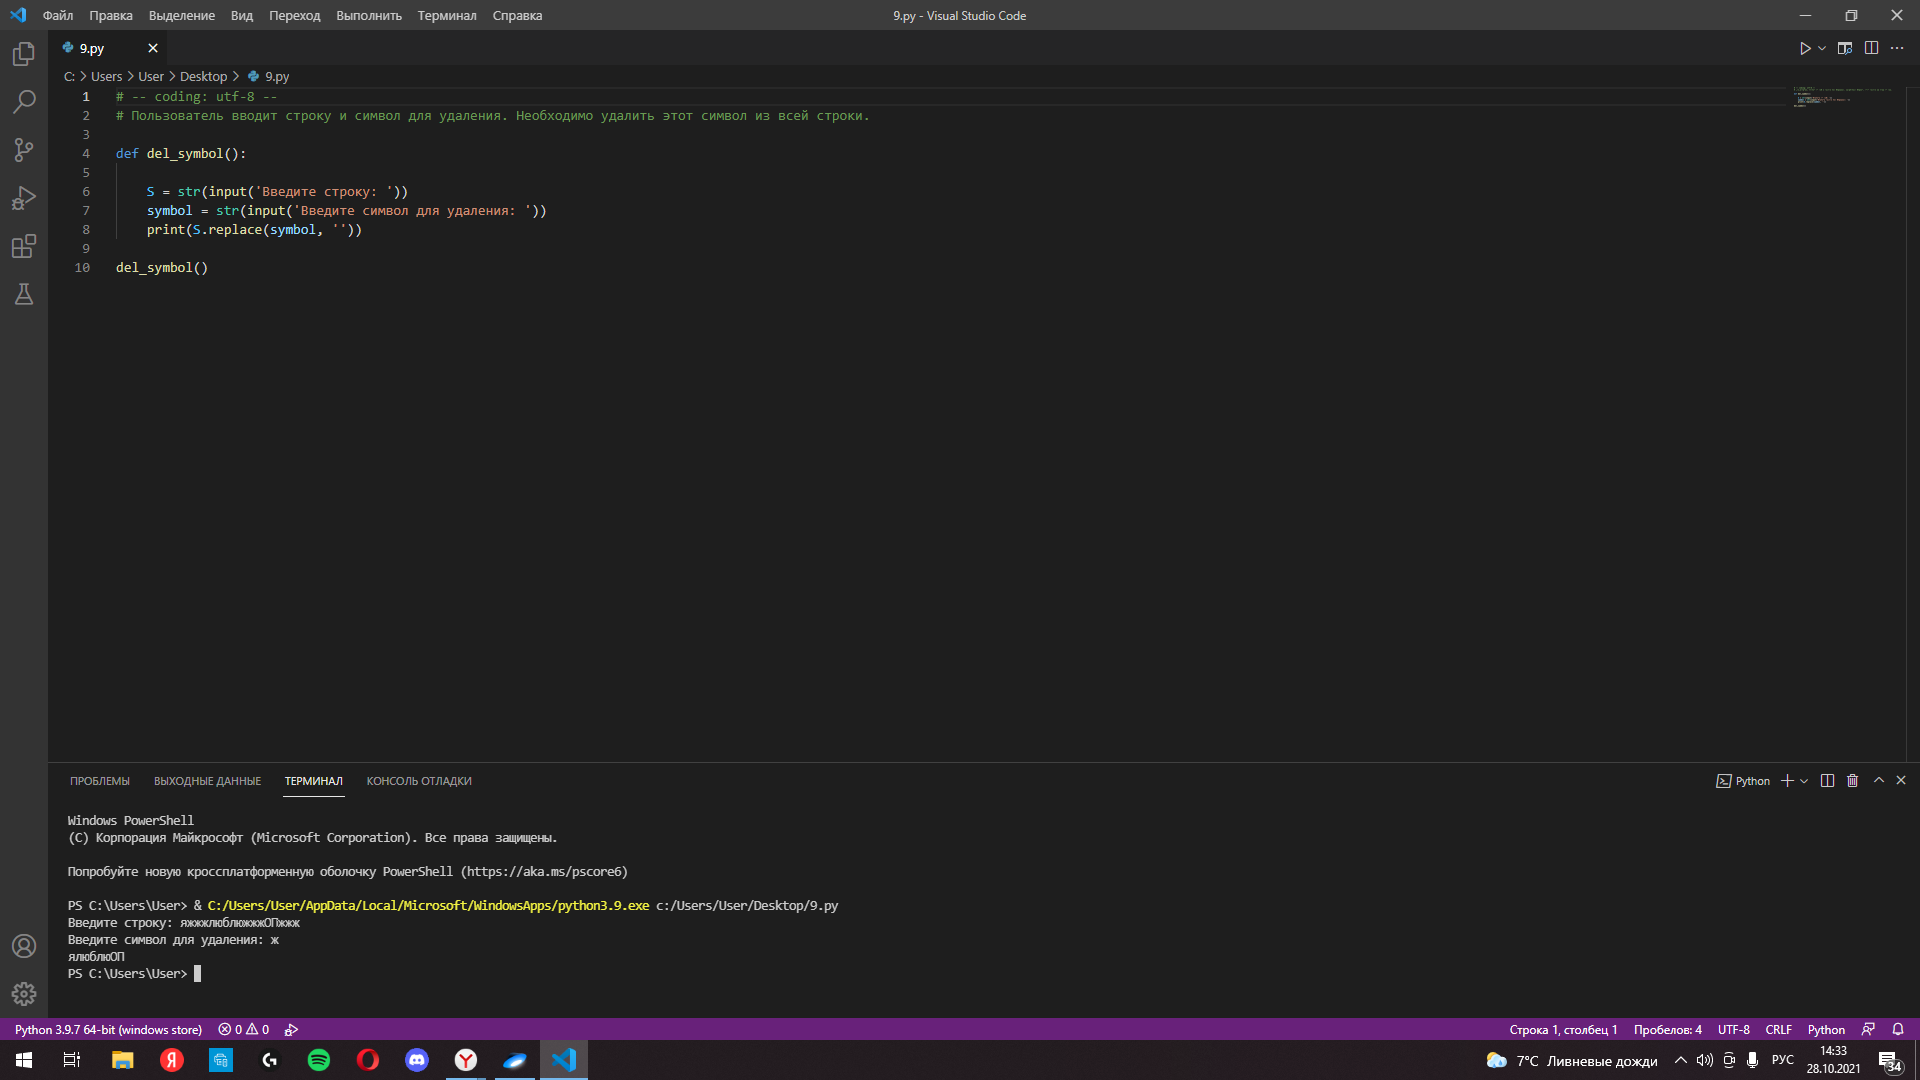 Файл Правка Выделение Вид Переход Выполнить Терминал Справка 9.py - Visual Studio Code
9.py
C: Users User Desktop 9.py
1 # -- coding: utf-8 --
2 # Пользователь вводит строку и символ для удаления. Необходимо удалить этот символ из всей строки.
3
4 def del_symbol():
5
6 S = str(input('Введите строку: '))
7 symbol = str(input('Введите символ для удаления: '))
8 print(S.replace(symbol, ''))
9
10 del_symbol()
ПРОБЛЕМЫ ВЫХОДНЫЕ ДАННЫЕ ТЕРМИНАЛ КОНСОЛЬ ОТЛАДКИ Python
Windows PowerShell
(C) Корпорация Майкрософт (Microsoft Corporation). Все права защищены.
Попробуйте новую кроссплатформенную оболочку PowerShell (https://aka.ms/pscore6)
PS C:\Users\User> & C:/Users/User/AppData/Local/Microsoft/WindowsApps/python3.9.exe c:/Users/User/Desktop/9.py
Введите строку: яжжжлюблюжжжОПжжж
Введите символ для удаления: ж
ялюблюОП
PS C:\Users\User>
Python 3.9.7 64-bit (windows store) 0 0 Строка 1, столбец 1 Пробелов: 4 UTF-8 CRLF Python
7°C Ливневые дожди РУС 14:33
28.10.2021 34